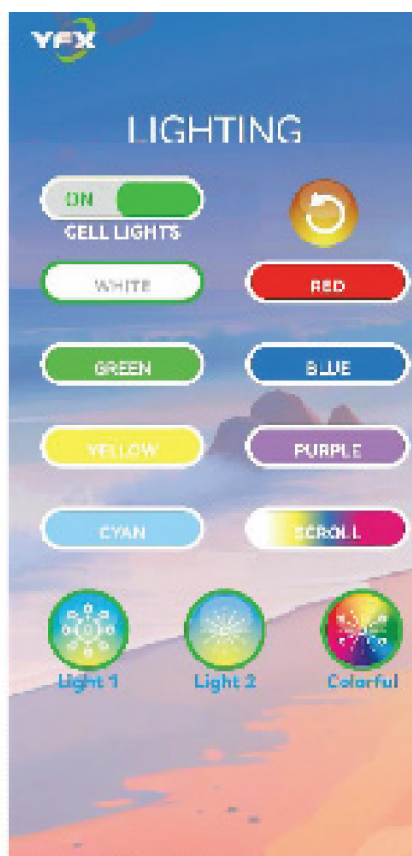 YFX
LIGHTING
ON
CELL LIGHTS
WHITE
RED
GREEN
BLUE
YELLOW
PURPLE
CYAN
SCROLL
Light 1
Light 2
Colorful